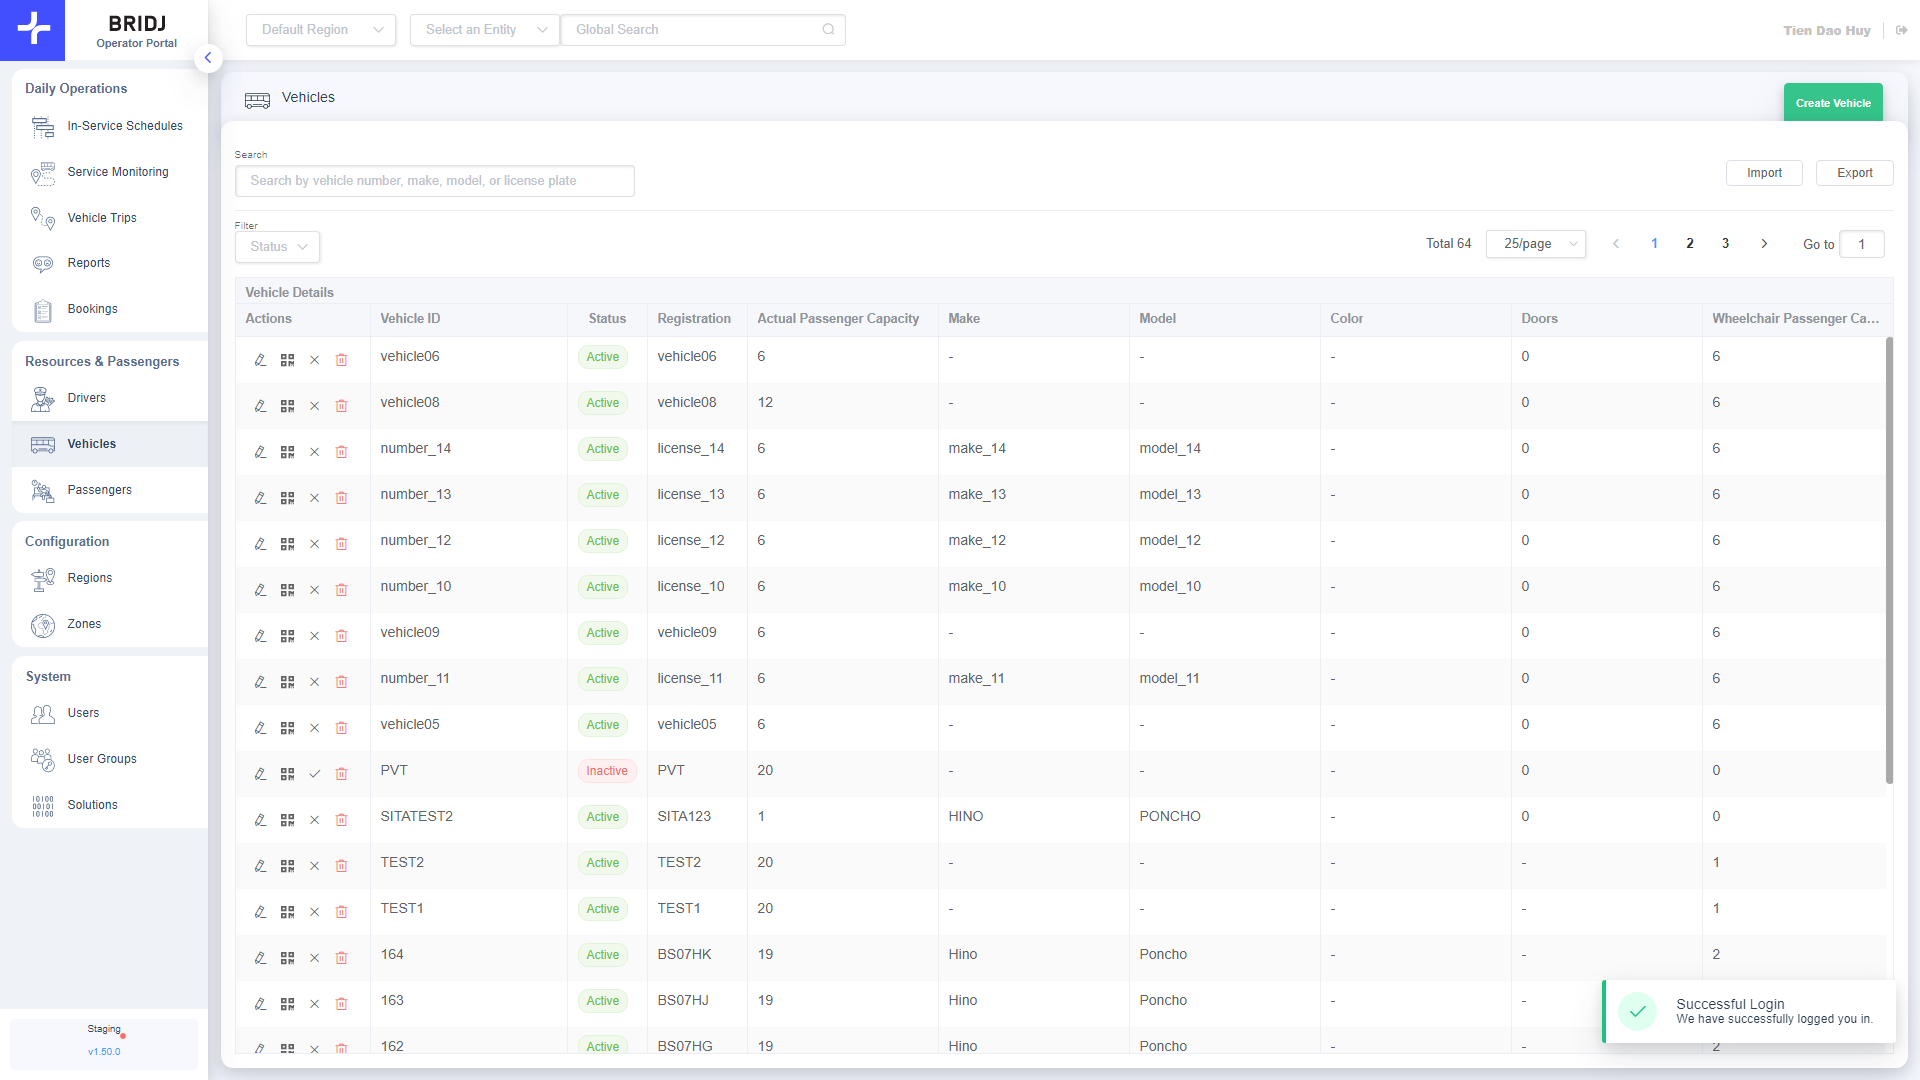 BRIDJ
Operator Portal
Default Region
Select an Entity
Global Search
Tien Dao Huy
Daily Operations
In-Service Schedules
Service Monitoring
Vehicle Trips
Reports
Bookings
Resources & Passengers
Drivers
Vehicles
Passengers
Configuration
Regions
Zones
System
Users
User Groups
Solutions
Staging
v1.50.0
Vehicles
Create Vehicle
Search
Search by vehicle number, make, model, or license plate
Import
Export
Filter
Status
Total 64
25/page
1 2 3
Go to 1
Vehicle Details
Actions Vehicle ID Status Registration Actual Passenger Capacity Make Model Color Doors Wheelchair Passenger Ca...
vehicle06 Active vehicle06 6 - - - 0 6
vehicle08 Active vehicle08 12 - - - 0 6
number_14 Active license_14 6 make_14 model_14 - 0 6
number_13 Active license_13 6 make_13 model_13 - 0 6
number_12 Active license_12 6 make_12 model_12 - 0 6
number_10 Active license_10 6 make_10 model_10 - 0 6
vehicle09 Active vehicle09 6 - - - 0 6
number_11 Active license_11 6 make_11 model_11 - 0 6
vehicle05 Active vehicle05 6 - - - 0 6
PVT Inactive PVT 20 - - - 0 0
SITATEST2 Active SITA123 1 HINO PONCHO - 0 0
TEST2 Active TEST2 20 - - - - 1
TEST1 Active TEST1 20 - - - - 1
164 Active BS07HK 19 Hino Poncho - - 2
163 Active BS07HJ 19 Hino Poncho - -
162 Active BS07HG 19 Hino Poncho - - 2
Successful Login
We have successfully logged you in.